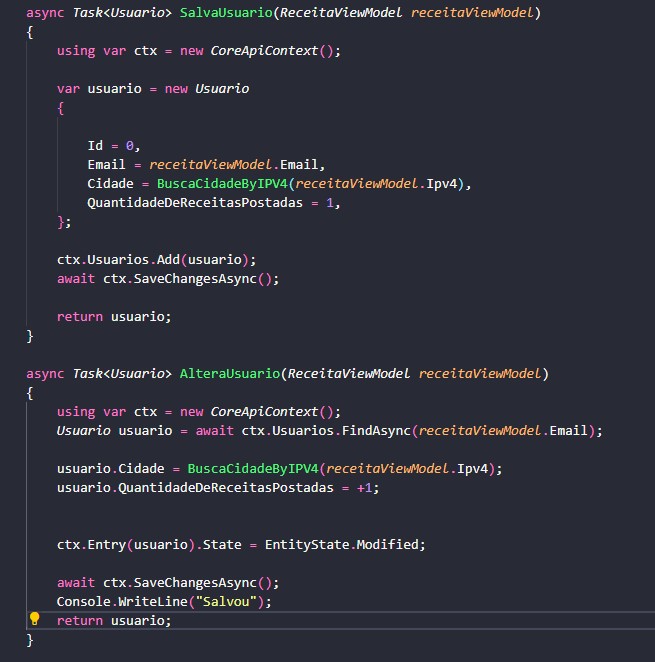 async Task<Usuario> SalvaUsuario(ReceitaViewModel receitaViewModel)
{
using var ctx = new CoreApiContext();
var usuario = new Usuario
{
Id = 0,
Email = receitaViewModel.Email,
Cidade = BuscaCidadeByIPV4(receitaViewModel.Ipv4),
QuantidadeDeReceitasPostadas = 1,
};
ctx.Usuarios.Add(usuario);
await ctx.SaveChangesAsync();
return usuario;
}
async Task<Usuario> AlteraUsuario(ReceitaViewModel receitaViewModel)
{
using var ctx = new CoreApiContext();
Usuario usuario = await ctx.Usuarios.FindAsync(receitaViewModel.Email);
usuario.Cidade = BuscaCidadeByIPV4(receitaViewModel.Ipv4);
usuario.QuantidadeDeReceitasPostadas = +1;
ctx.Entry(usuario).State = EntityState.Modified;
await ctx.SaveChangesAsync();
Console.WriteLine("Salvou");
return usuario;
}